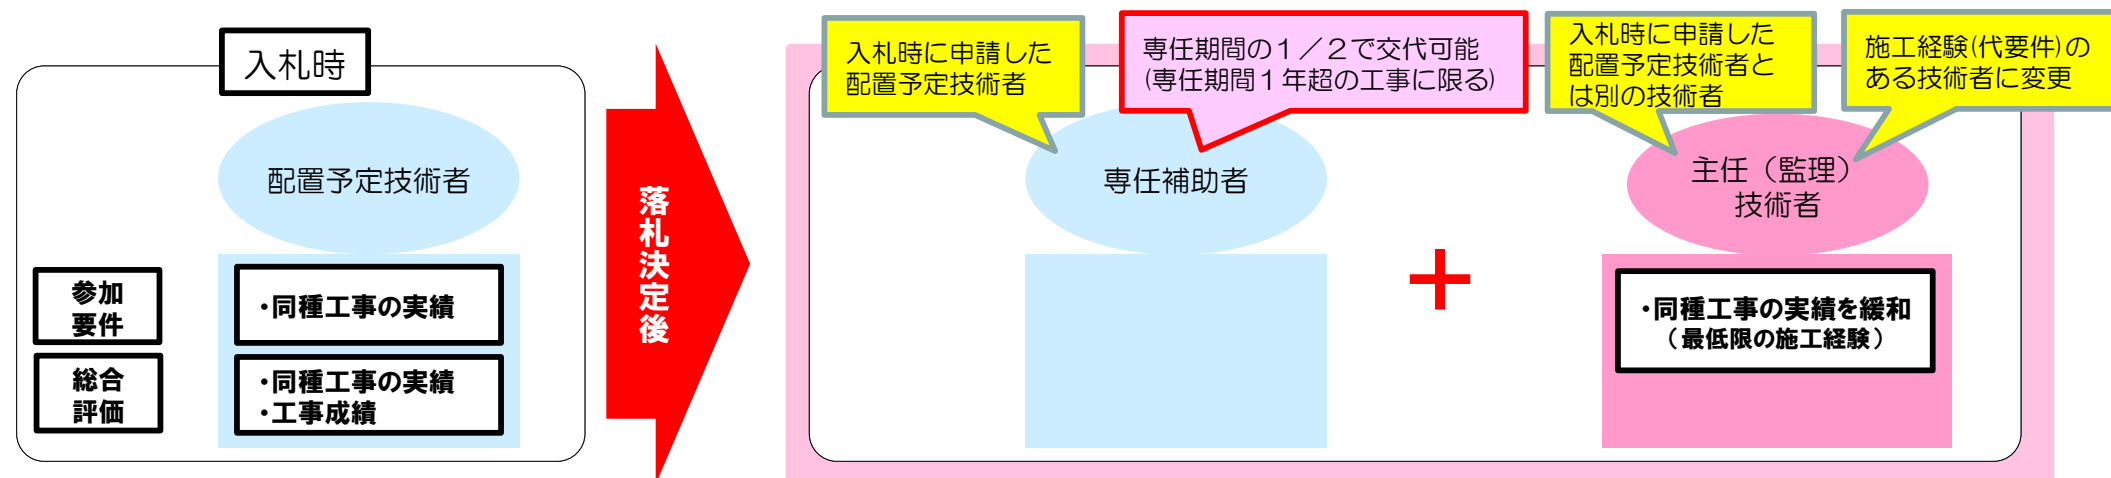 入札時
配置予定技術者
参加
要件
・同種工事の実績
総合
評価
・同種工事の実績
・工事成績
落札決定後
入札時に申請した
配置予定技術者
専任期間の１／２で交代可能
(専任期間１年超の工事に限る)
入札時に申請した
配置予定技術者と
は別の技術者
施工経験(代要件)の
ある技術者に変更
専任補助者
＋
主任（監理）
技術者
・同種工事の実績を緩和
（最低限の施工経験）